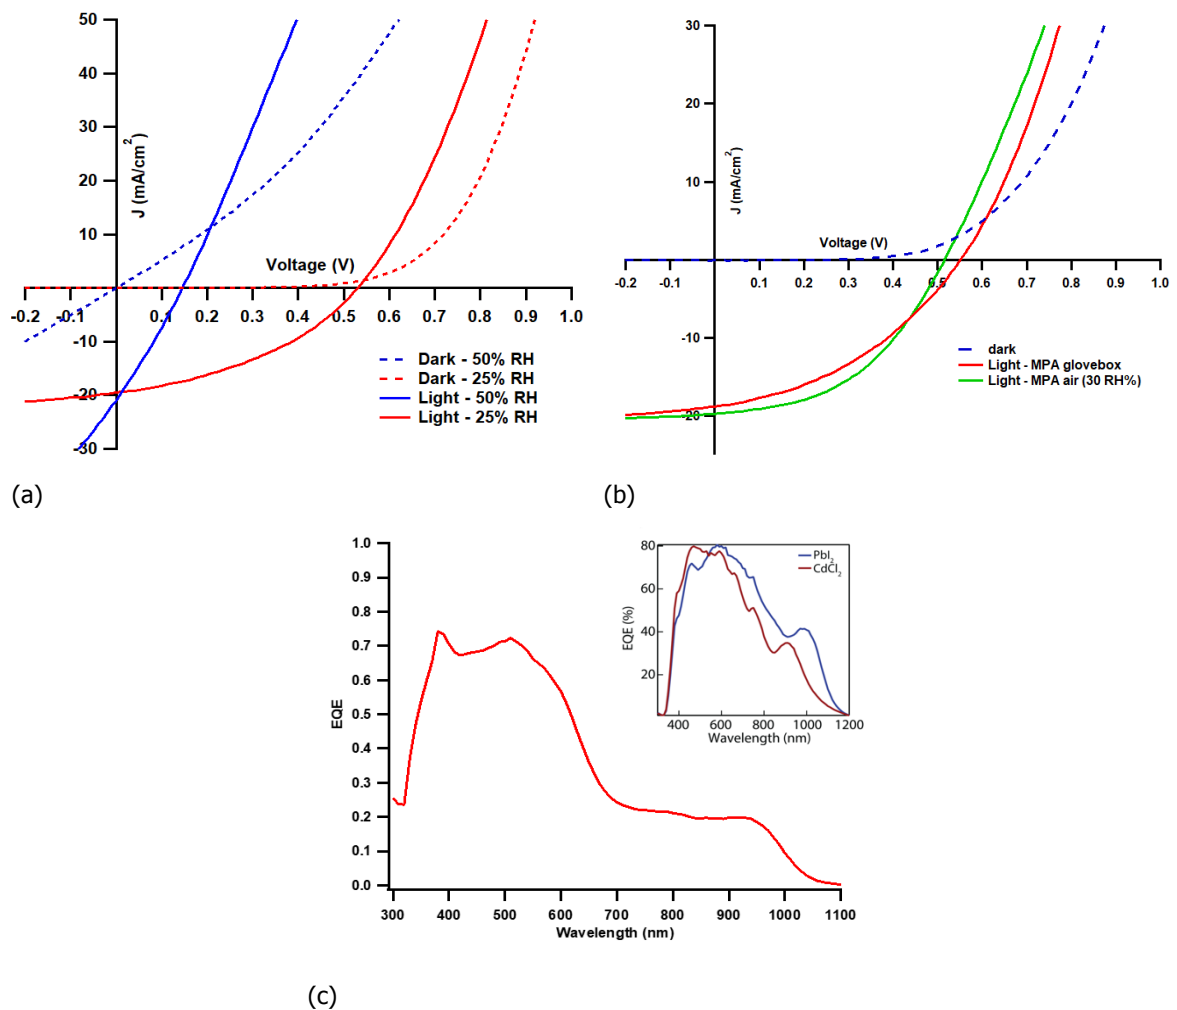 50
40
30
20
10
0
-10
-20
-30
J (mA/cm2)
Voltage (V)
-0.2 -0.1 0.0 0.1 0.2 0.3 0.4 0.5 0.6 0.7 0.8 0.9 1.0
Dark - 50% RH
Dark - 25% RH
Light - 50% RH
Light - 25% RH
(a)
30
20
10
-10
-20
J (mA/cm2)
Voltage (V)
-0.2 -0.1 0.0 0.1 0.2 0.3 0.4 0.5 0.6 0.7 0.8 0.9 1.0
dark
Light - MPA glovebox
Light - MPA air (30 RH%)
(b)
1.0
0.9
0.8
0.7
0.6
0.5
0.4
0.3
0.2
0.1
0.0
EQE
300 400 500 600 700 800 900 1000 1100
Wavelength (nm)
80
60
40
20
EQE (%)
PbI2
CdCl2
400 600 800 1000 1200
Wavelength (nm)
(c)